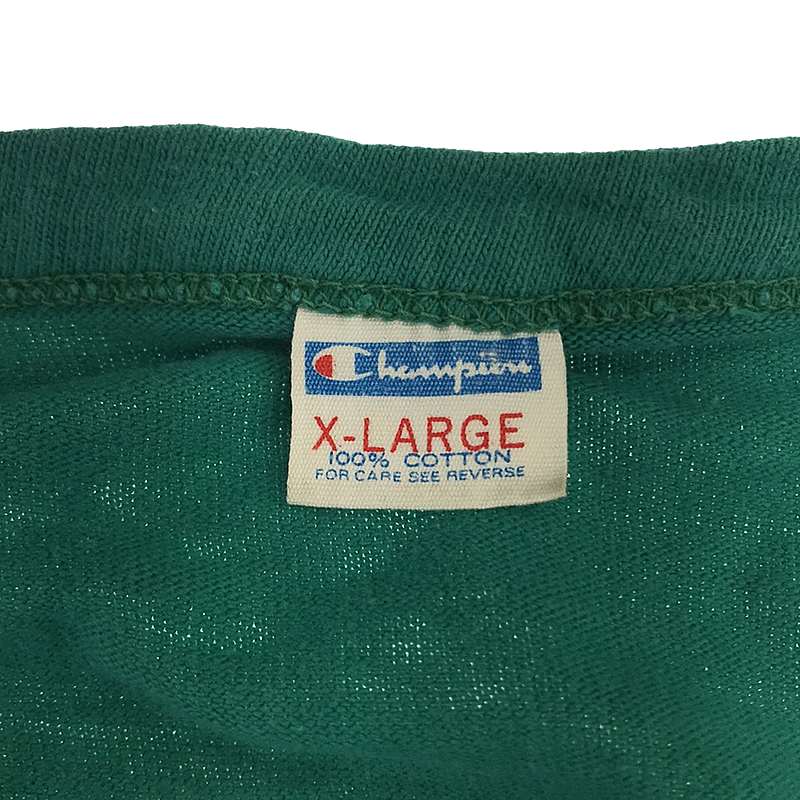 Champion
X-LARGE
100% COTTON
FOR CARE SEE REVERSE